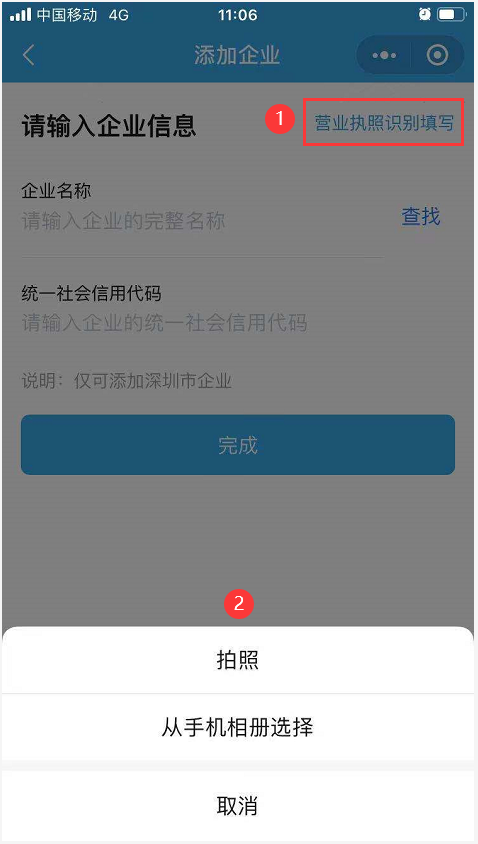 中国移动 4G 11:06
添加企业
请输入企业信息 1 营业执照识别填写
企业名称
请输入企业的完整名称 查找
统一社会信用代码
请输入企业的统一社会信用代码
说明：仅可添加深圳市企业
完成
2
拍照
从手机相册选择
取消